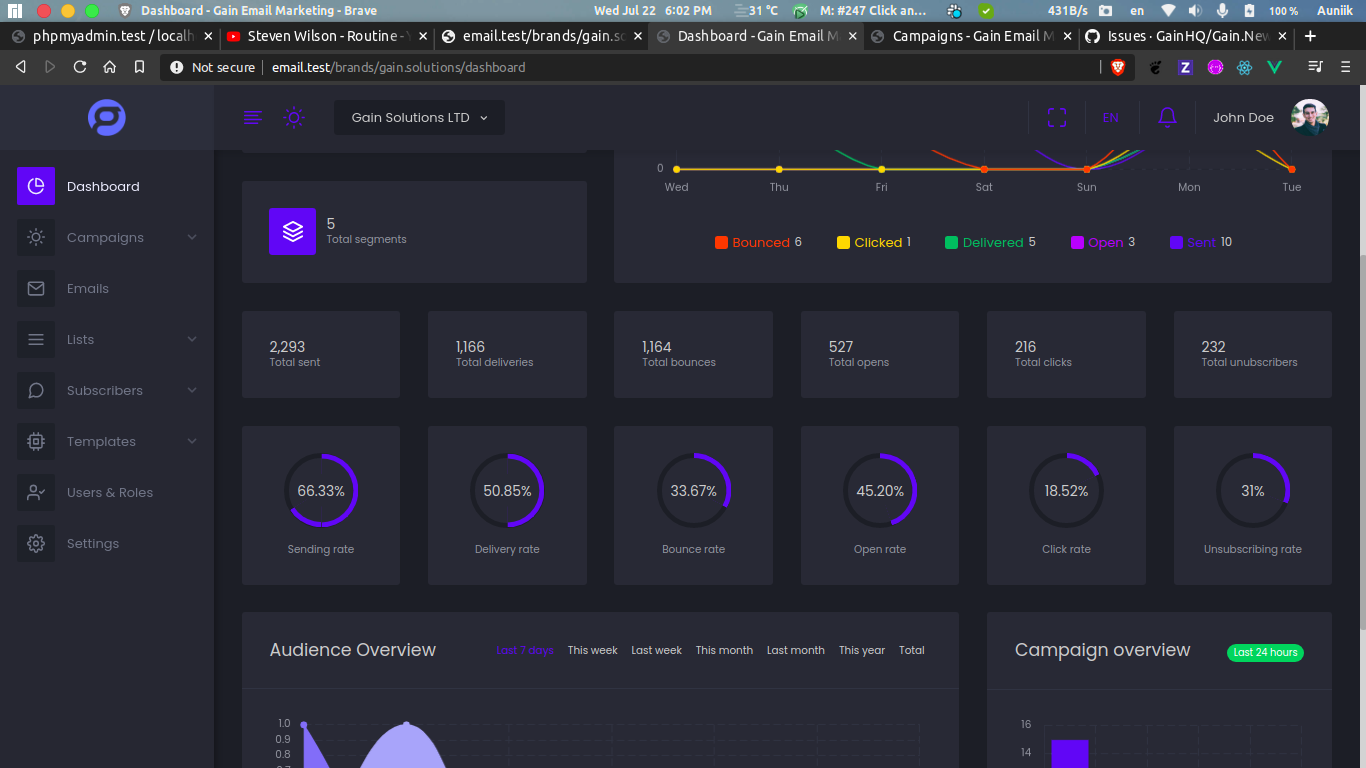 Dashboard - Gain Email Marketing - Brave
Wed Jul 22 6:02 PM
31 °C
M: #247 Click an...
431B/s
en
100 %
Auniik
phpmyadmin.test / localh
Steven Wilson - Routine -
email.test/brands/gain.so
Dashboard - Gain Email M
Campaigns - Gain Email M
Issues · GainHQ/Gain.New
Not secure
email.test/brands/gain.solutions/dashboard
Gain Solutions LTD
EN
John Doe
Dashboard
Campaigns
Emails
Lists
Subscribers
Templates
Users & Roles
Settings
0
Wed Thu Fri Sat Sun Mon Tue
5
Total segments
Bounced 6 Clicked 1 Delivered 5 Open 3 Sent 10
2,293
Total sent
1,166
Total deliveries
1,164
Total bounces
527
Total opens
216
Total clicks
232
Total unubscribers
66.33%
Sending rate
50.85%
Delivery rate
33.67%
Bounce rate
45.20%
Open rate
18.52%
Click rate
31%
Unsubscribing rate
Audience Overview
Last 7 days This week Last week This month Last month This year Total
1.0
0.9
0.8
Campaign overview
Last 24 hours
16
14